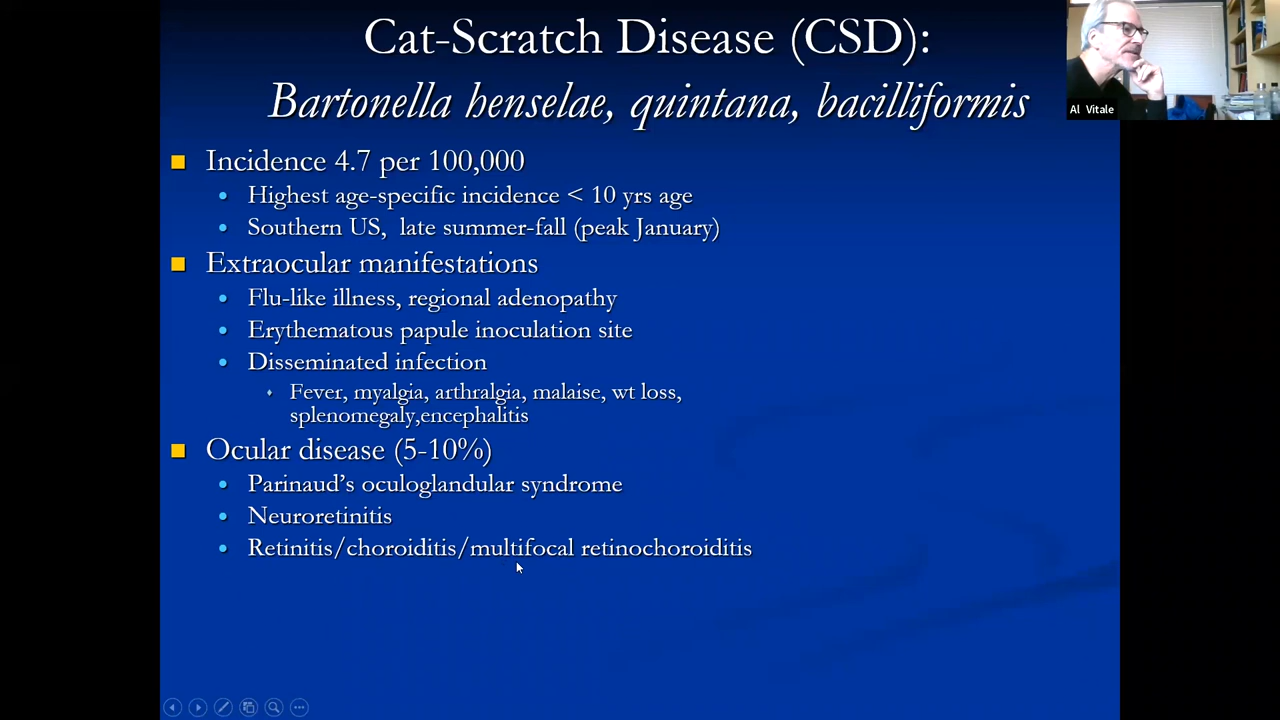 Cat-Scratch Disease (CSD):
Bartonella henselae, quintana, bacilliformis
Al Vitale
Incidence 4.7 per 100,000
Highest age-specific incidence < 10 yrs age
Southern US, late summer-fall (peak January)
Extraocular manifestations
Flu-like illness, regional adenopathy
Erythematous papule inoculation site
Disseminated infection
Fever, myalgia, arthralgia, malaise, wt loss,
splenomegaly,encephalitis
Ocular disease (5-10%)
Parinaud’s oculoglandular syndrome
Neuroretinitis
Retinitis/choroiditis/multifocal retinochoroiditis